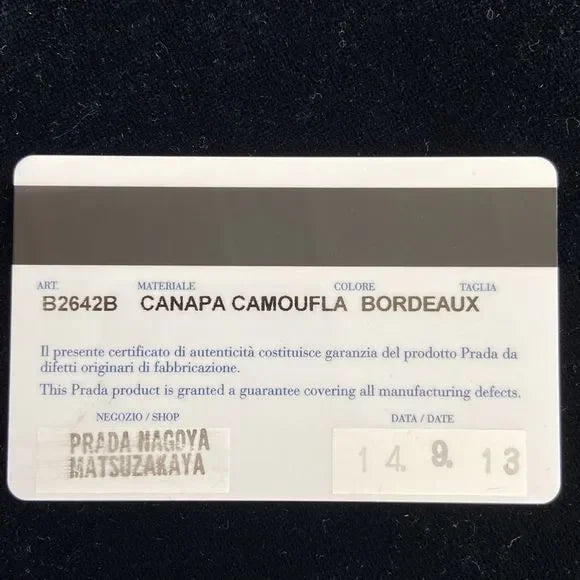 ART. MATERIALE COLORE TAGLIA
B2642B CANAPA CAMOUFLA BORDEAUX
Il presente certificato di autenticità costituisce garanzia del prodotto Prada da
difetti originari di fabbricazione.
This Prada product is granted a guarantee covering all manufacturing defects.
NEGOZIO / SHOP DATA / DATE
PRADA NAGOYA
MATSUZAKAYA
14. 9. 13